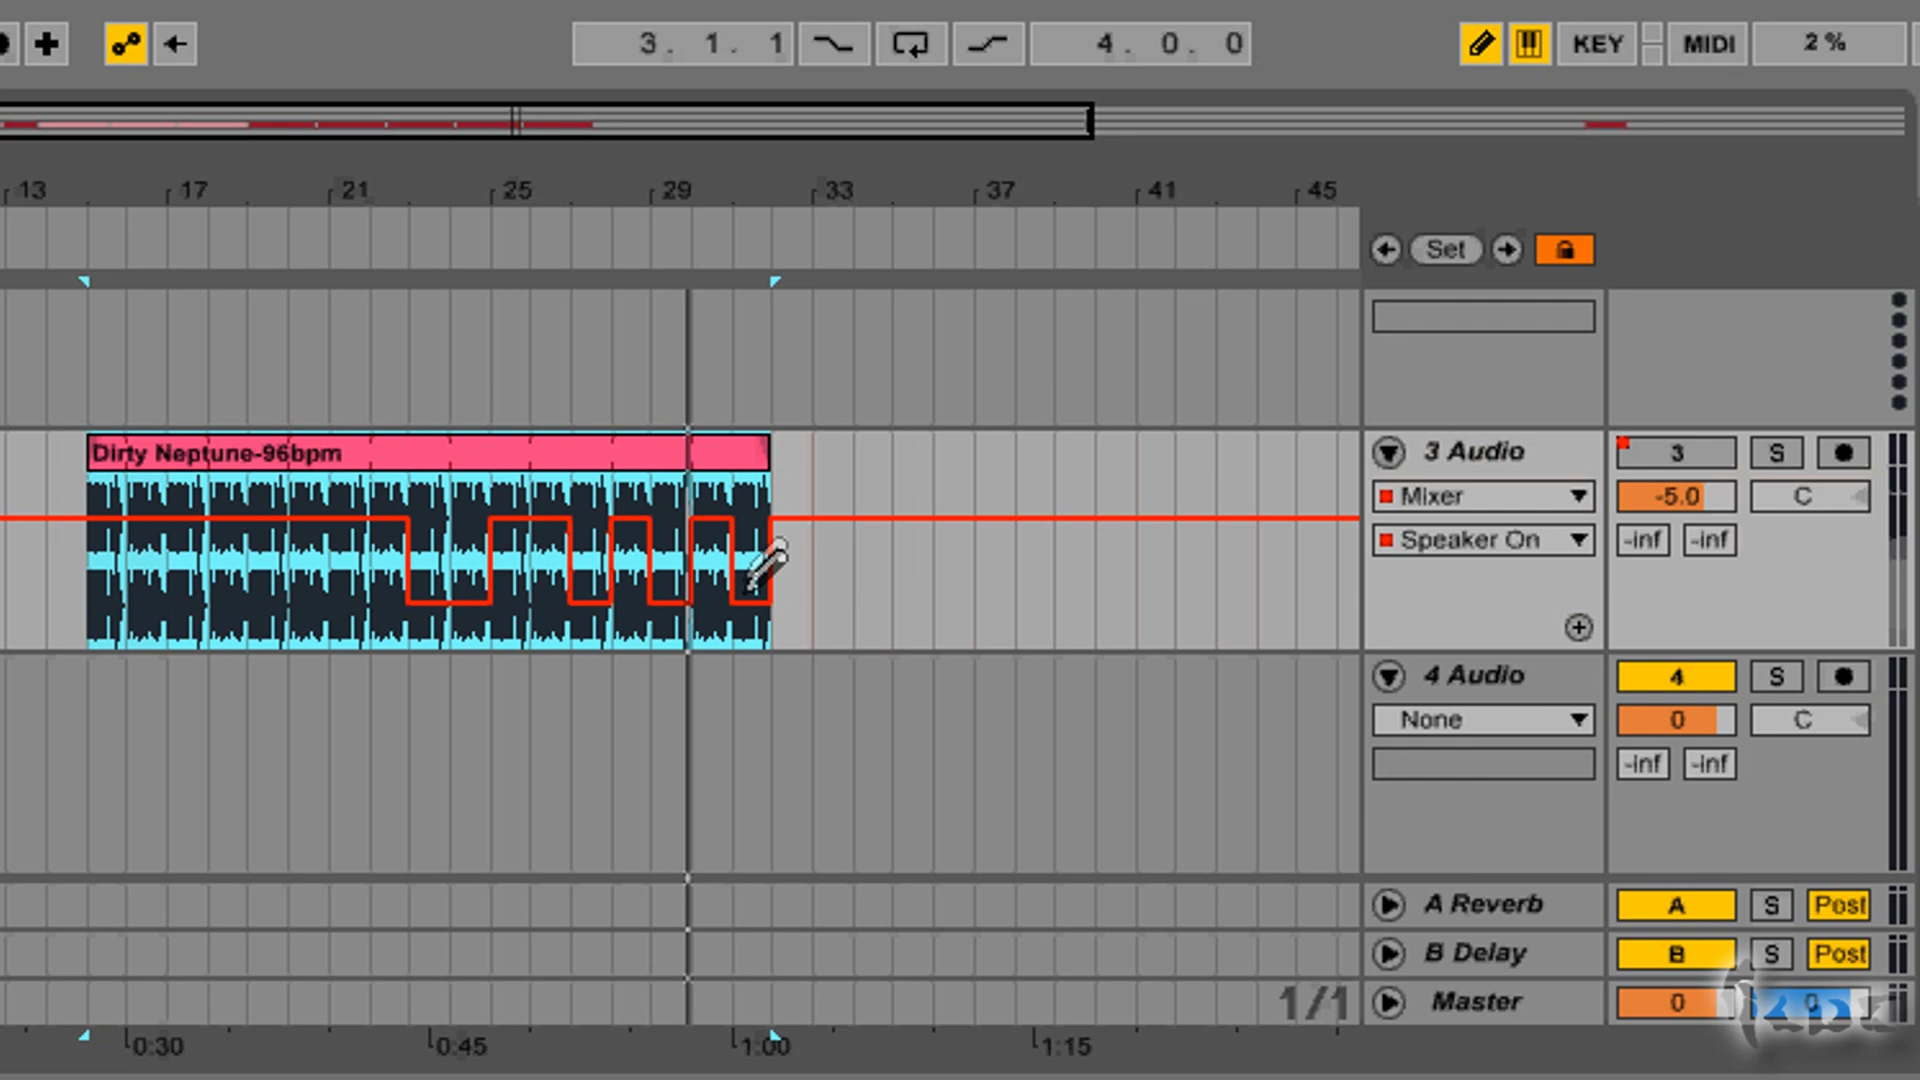 3. 1. 1
4. 0. 0
KEY
MIDI
2 %
13 17 21 25 29 33 37 41 45
Set
Dirty Neptune-96bpm
3 Audio
3
S
Mixer
-5.0
C
Speaker On
-inf
-inf
4 Audio
4
S
None
0
C
-inf
-inf
A Reverb
A
S
Post
B Delay
B
S
Post
1/1
Master
0
0
0:30 0:45 1:00 1:15